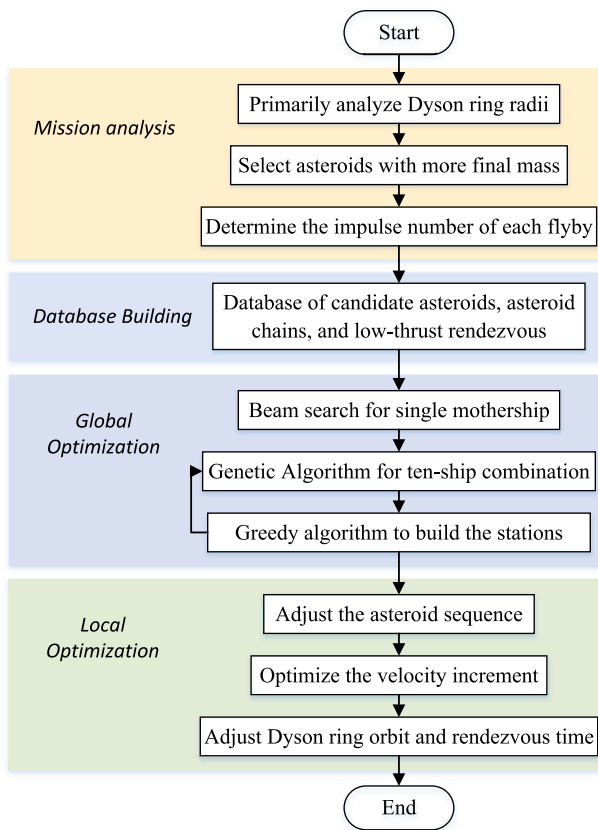 Start
Mission analysis
Primarily analyze Dyson ring radii
Select asteroids with more final mass
Determine the impulse number of each flyby
Database Building
Database of candidate asteroids, asteroid
chains, and low-thrust rendezvous
Global
Optimization
Beam search for single mothership
Genetic Algorithm for ten-ship combination
Greedy algorithm to build the stations
Local
Optimization
Adjust the asteroid sequence
Optimize the velocity increment
Adjust Dyson ring orbit and rendezvous time
End